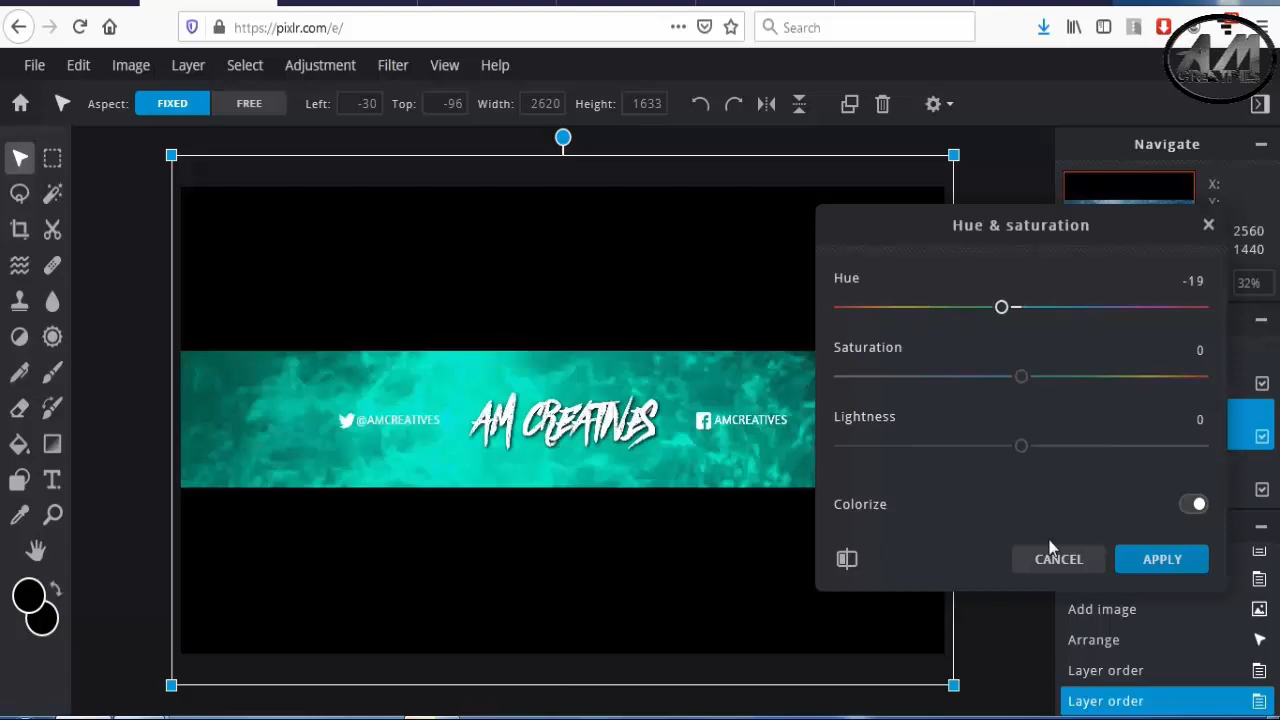 https://pixlr.com/e/
Search
AM
CREATIVES
File Edit Image Layer Select Adjustment Filter View Help
Aspect: FIXED FREE Left: -30 Top: -96 Width: 2620 Height: 1633
Navigate
X:
Y:
2560
1440
32%
Hue & saturation
Hue -19
Saturation 0
Lightness 0
Colorize
CANCEL APPLY
@AMCREATIVES AM CREATIVES AMCREATIVES
Add image
Arrange
Layer order
Layer order